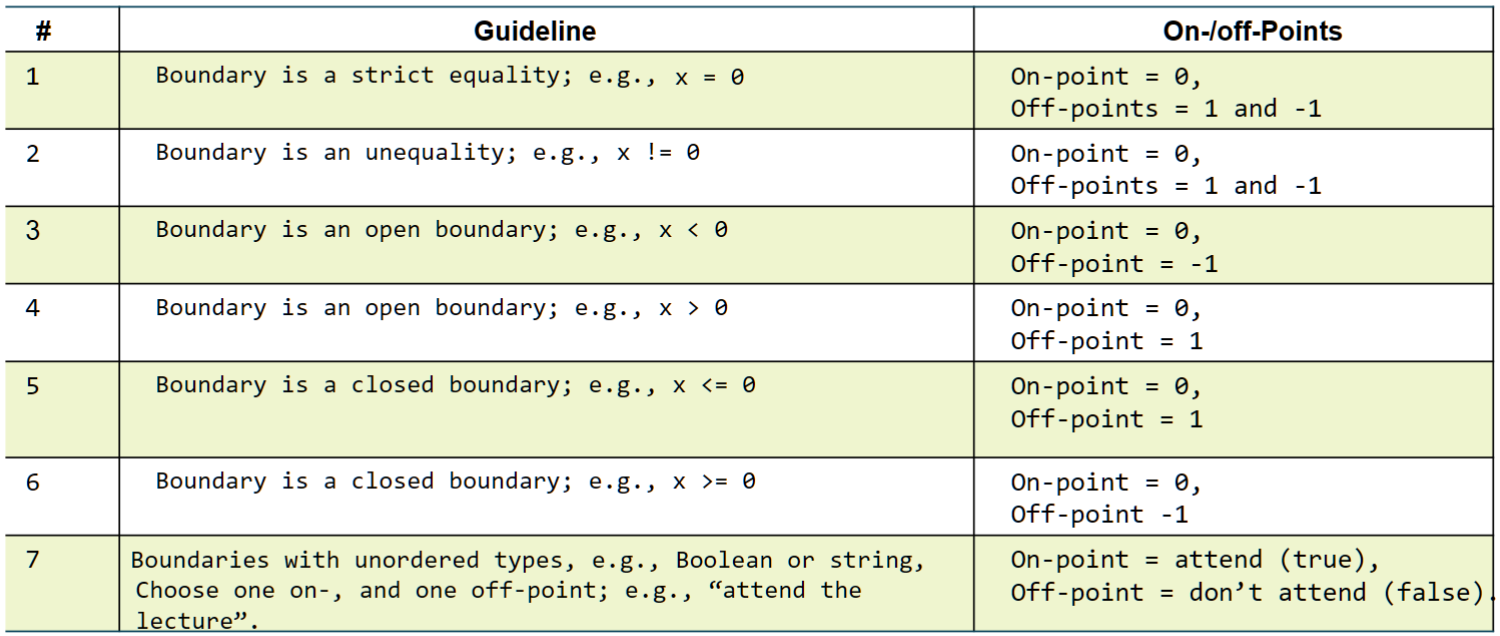 # Guideline On-/off-Points
1 Boundary is a strict equality; e.g., x = 0 On-point = 0,
Off-points = 1 and -1
2 Boundary is an unequality; e.g., x != 0 On-point = 0,
Off-points = 1 and -1
3 Boundary is an open boundary; e.g., x < 0 On-point = 0,
Off-point = -1
4 Boundary is an open boundary; e.g., x > 0 On-point = 0,
Off-point = 1
5 Boundary is a closed boundary; e.g., x <= 0 On-point = 0,
Off-point = 1
6 Boundary is a closed boundary; e.g., x >= 0 On-point = 0,
Off-point -1
7 Boundaries with unordered types, e.g., Boolean or string, On-point = attend (true),
Choose one on-, and one off-point; e.g., “attend the Off-point = don’t attend (false).
lecture”.